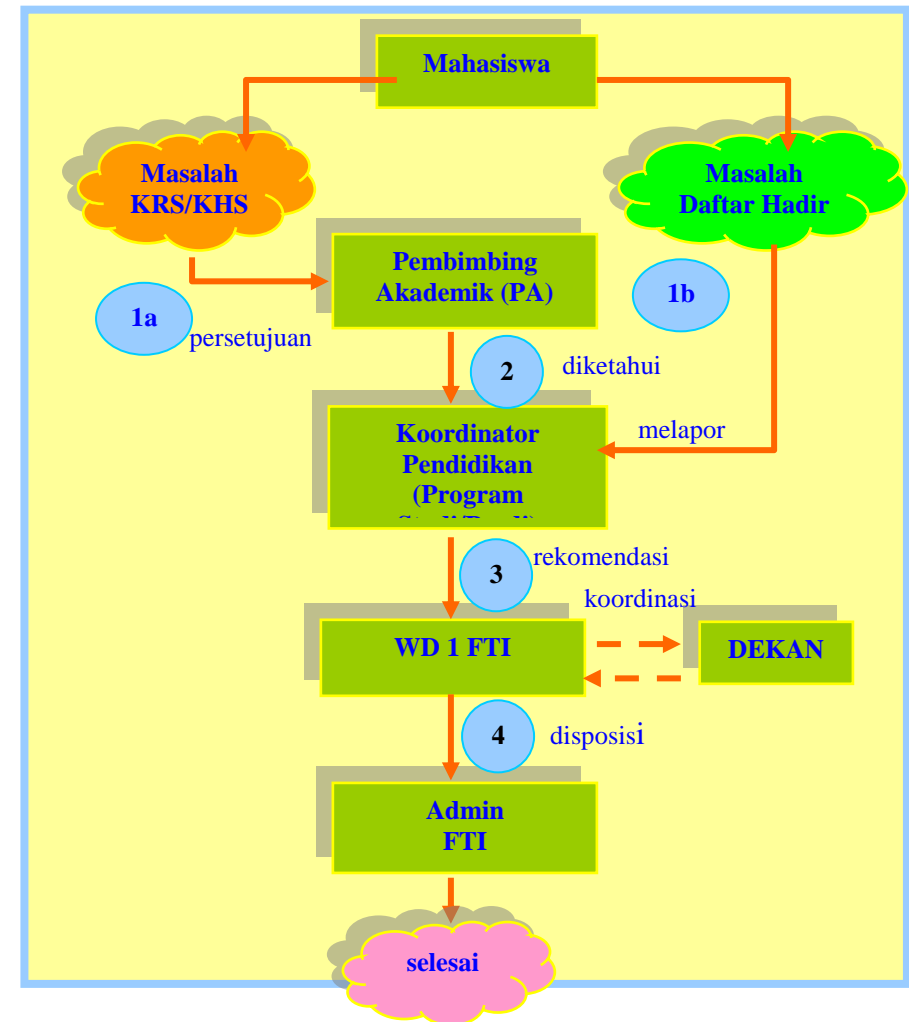 Mahasiswa
Masalah
KRS/KHS
Masalah
Daftar Hadir
Pembimbing
Akademik (PA)
1a
persetujuan
1b
2
diketahui
Koordinator
Pendidikan
(Program
melapor
3
rekomendasi
koordinasi
WD 1 FTI
DEKAN
4
disposisi
Admin
FTI
selesai